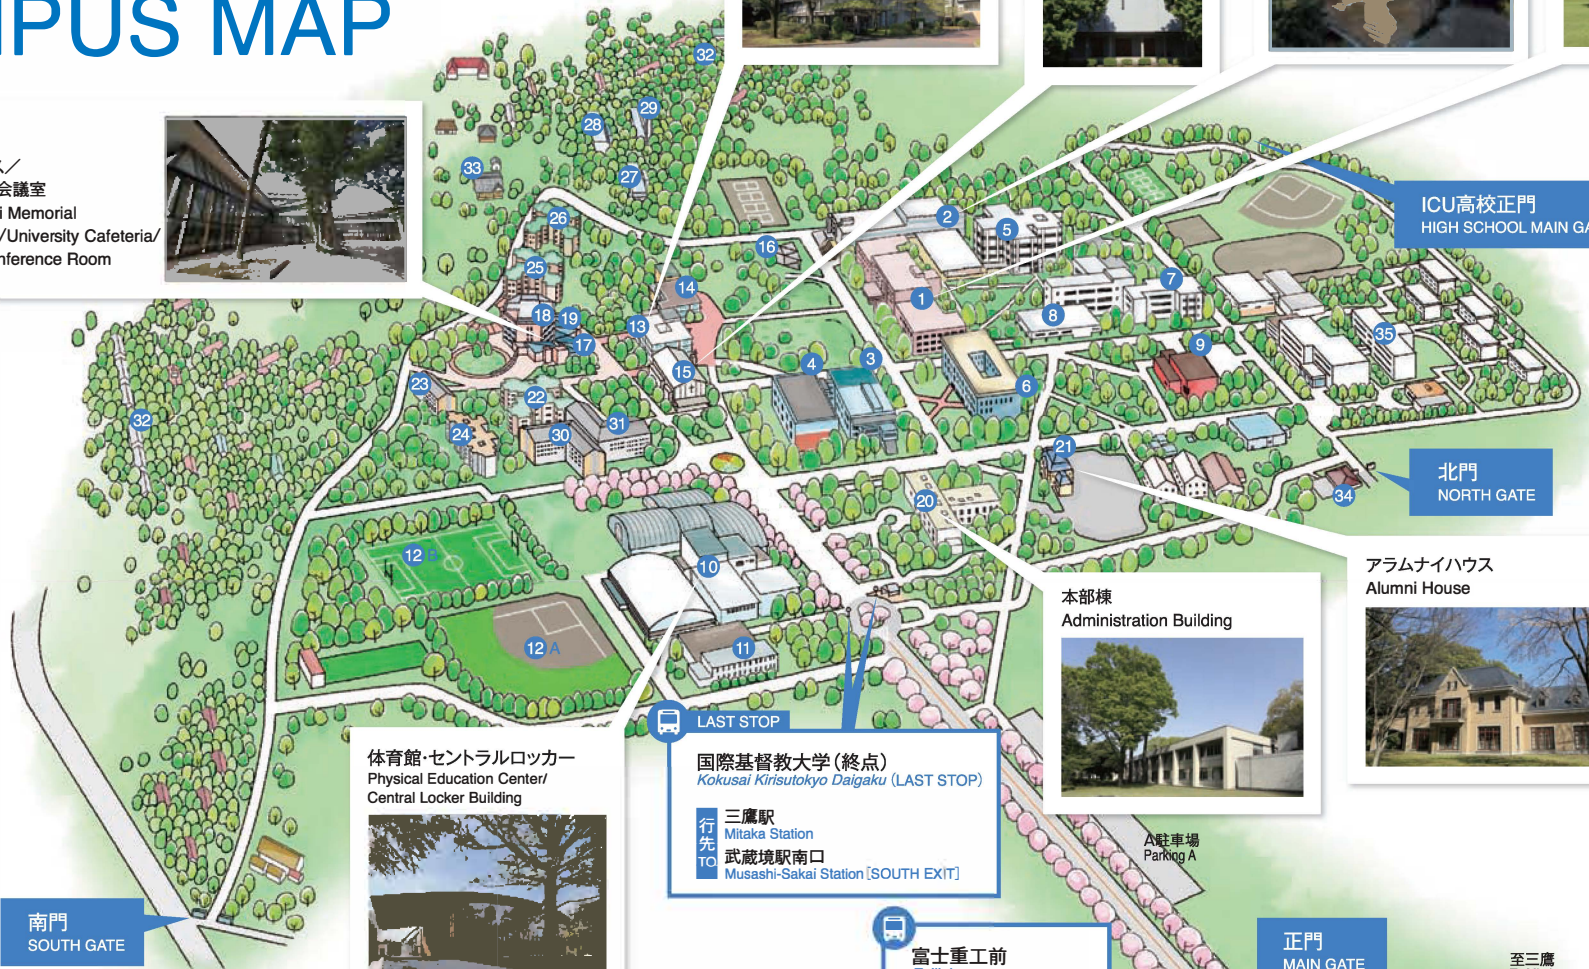 MPUS MAP
ス／
会議室
i Memorial
/University Cafeteria/
nference Room
32
29
28
33
27
26
2
5
16
25
14
1
7
18
19
13
8
17
35
9
4
3
15
23
6
22
32
31
24
30
21
20
34
12 B
10
12 A
11
ICU高校正門
HIGH SCHOOL MAIN GA
北門
NORTH GATE
アラムナイハウス
Alumni House
本部棟
Administration Building
体育館・セントラルロッカー
Physical Education Center/
Central Locker Building
LAST STOP
国際基督教大学（終点）
Kokusai Kirisutokyo Daigaku (LAST STOP)
行先
TO
三鷹駅
Mitaka Station
武蔵境駅南口
Musashi-Sakai Station [SOUTH EXIT]
A駐車場
Parking A
南門
SOUTH GATE
富士重工前
正門
MAIN GATE
至三鷹